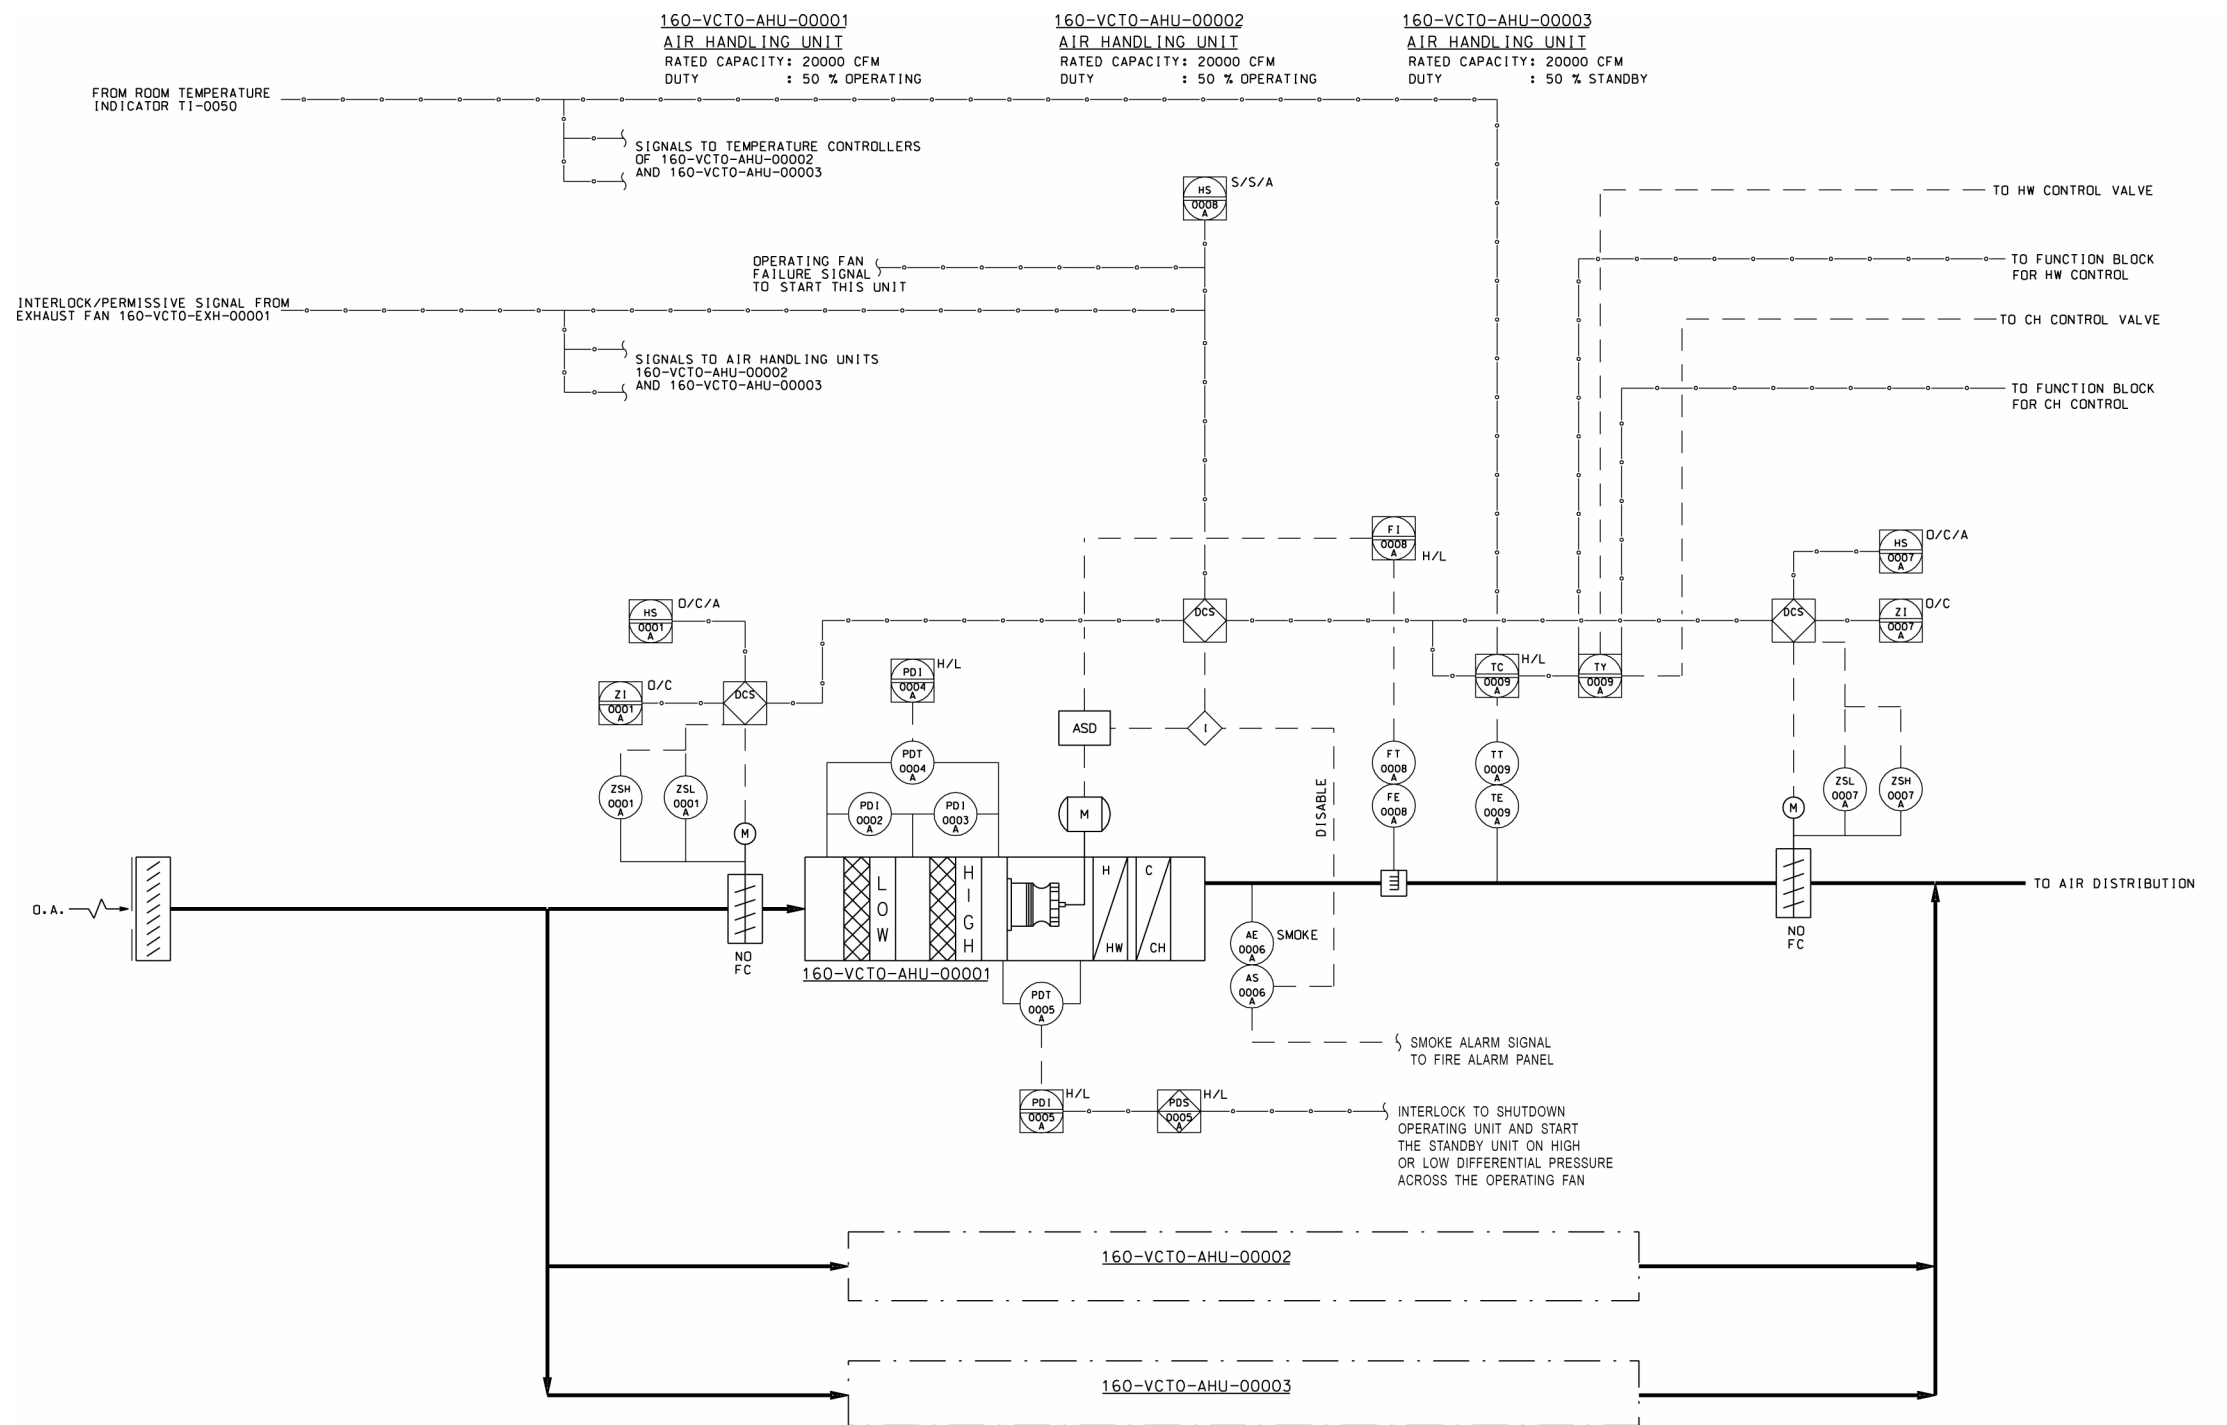 160-VCTO-AHU-00001
AIR HANDLING UNIT
RATED CAPACITY: 20000 CFM
DUTY : 50 % OPERATING
160-VCTO-AHU-00002
AIR HANDLING UNIT
RATED CAPACITY: 20000 CFM
DUTY : 50 % OPERATING
160-VCTO-AHU-00003
AIR HANDLING UNIT
RATED CAPACITY: 20000 CFM
DUTY : 50 % STANDBY
FROM ROOM TEMPERATURE
INDICATOR TI-0050
SIGNALS TO TEMPERATURE CONTROLLERS
OF 160-VCTO-AHU-00002
AND 160-VCTO-AHU-00003
HS
0008
A
S/S/A
TO HW CONTROL VALVE
OPERATING FAN
FAILURE SIGNAL
TO START THIS UNIT
TO FUNCTION BLOCK
FOR HW CONTROL
INTERLOCK/PERMISSIVE SIGNAL FROM
EXHAUST FAN 160-VCTO-EXH-00001
TO CH CONTROL VALVE
SIGNALS TO AIR HANDLING UNITS
160-VCTO-AHU-00002
AND 160-VCTO-AHU-00003
TO FUNCTION BLOCK
FOR CH CONTROL
FI
0008
A
H/L
HS
0007
A
O/C/A
HS
0001
A
O/C/A
DCS
DCS
ZI
0007
A
O/C
PDI
0004
A
H/L
TC
0009
A
H/L
TY
0009
A
ZI
0001
A
O/C
DCS
ASD
I
PDT
0004
A
FT
0008
A
TT
0009
A
ZSH
0001
A
ZSL
0001
A
PDI
0002
A
PDI
0003
A
M
DISABLE
FE
0008
A
TE
0009
A
M
ZSL
0007
A
ZSH
0007
A
M
LOW
HIGH
H
HW
C
CH
O.A.
TO AIR DISTRIBUTION
NO
FC
160-VCTO-AHU-00001
AE
0006
A
SMOKE
AS
0006
A
NO
FC
PDT
0005
A
SMOKE ALARM SIGNAL
TO FIRE ALARM PANEL
PDI
0005
A
H/L
PDS
0005
A
H/L
INTERLOCK TO SHUTDOWN
OPERATING UNIT AND START
THE STANDBY UNIT ON HIGH
OR LOW DIFFERENTIAL PRESSURE
ACROSS THE OPERATING FAN
160-VCTO-AHU-00002
160-VCTO-AHU-00003